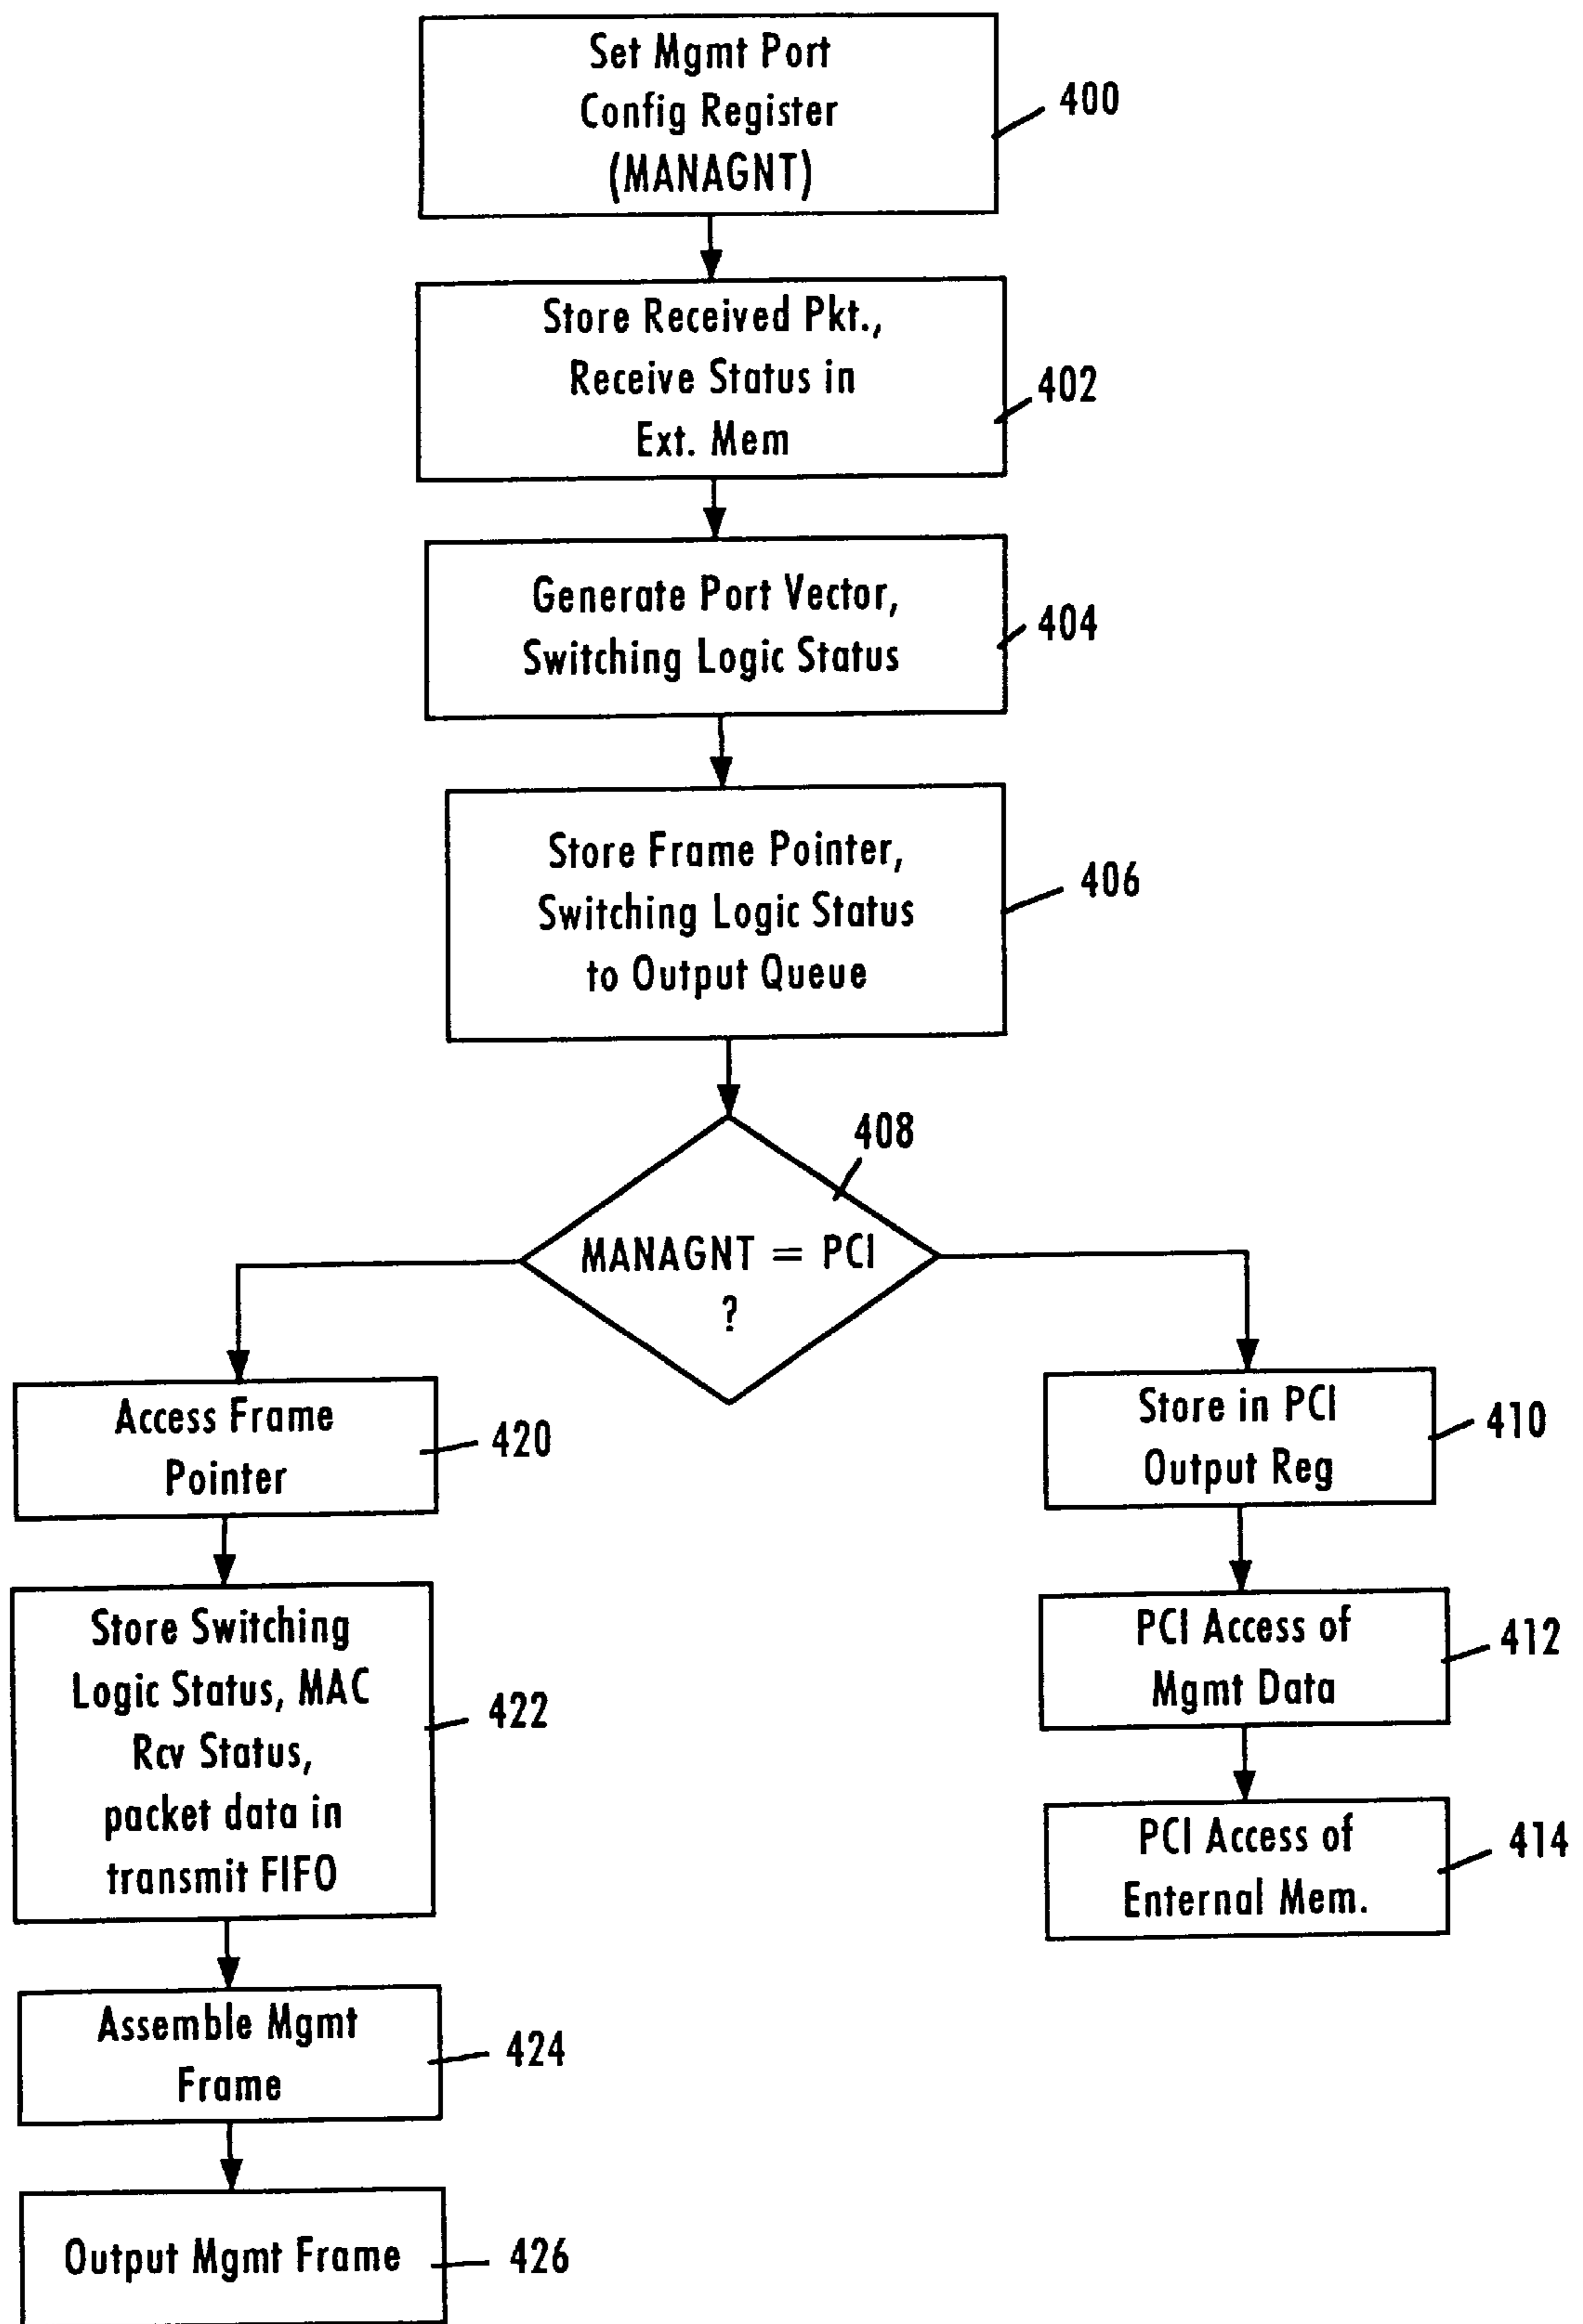 Set Mgmt Port
Config Register
(MANAGNT)
400
Store Received Pkt.,
Receive Status in
Ext. Mem
402
Generate Port Vector,
Switching Logic Status
404
Store Frame Pointer,
Switching Logic Status
to Output Queue
406
408
MANAGNT = PCI
?
Access Frame
Pointer
420
Store Switching
Logic Status, MAC
Rcv Status,
packet data in
transmit FIFO
422
Assemble Mgmt
Frame
424
Output Mgmt Frame
426
Store in PCI
Output Reg
410
PCI Access of
Mgmt Data
412
PCI Access of
Enternal Mem.
414